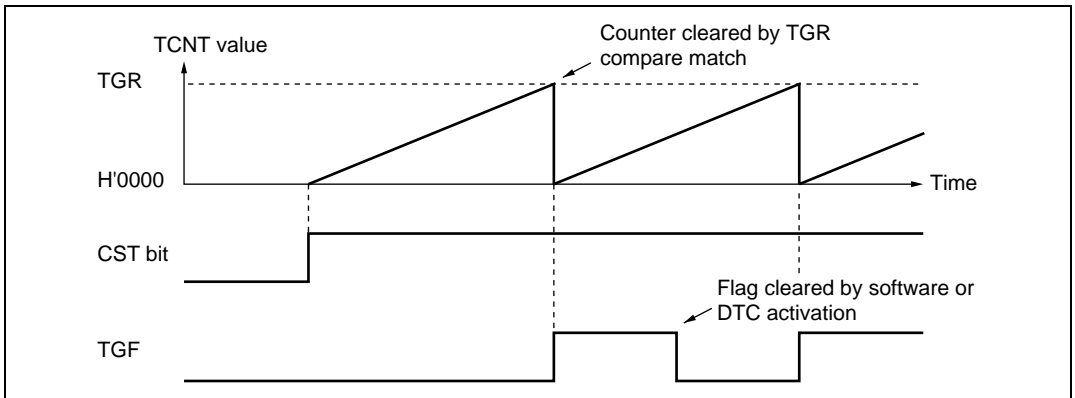 Counter cleared by TGR
compare match
TCNT value
TGR
H'0000
Time
CST bit
Flag cleared by software or
DTC activation
TGF